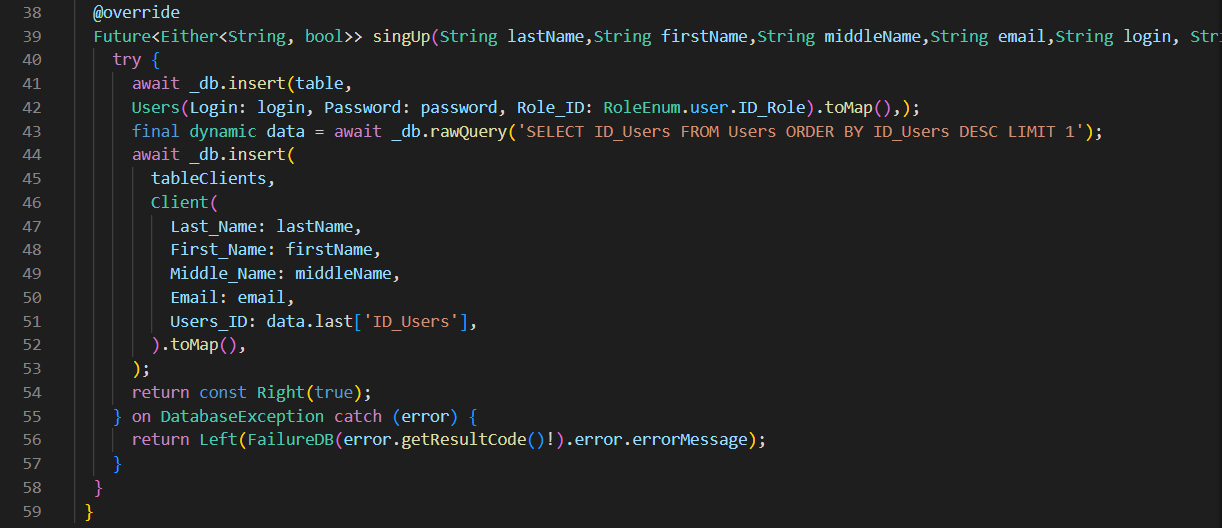 38 @override
39 Future<Either<String, bool>> singUp(String lastName,String firstName,String middleName,String email,String login, Stri
40 try {
41 await _db.insert(table,
42 Users(Login: login, Password: password, Role_ID: RoleEnum.user.ID_Role).toMap(),);
43 final dynamic data = await _db.rawQuery('SELECT ID_Users FROM Users ORDER BY ID_Users DESC LIMIT 1');
44 await _db.insert(
45 tableClients,
46 Client(
47 Last_Name: lastName,
48 First_Name: firstName,
49 Middle_Name: middleName,
50 Email: email,
51 Users_ID: data.last['ID_Users'],
52 ).toMap(),
53 );
54 return const Right(true);
55 } on DatabaseException catch (error) {
56 return Left(FailureDB(error.getResultCode()!).error.errorMessage);
57 }
58 }
59 }